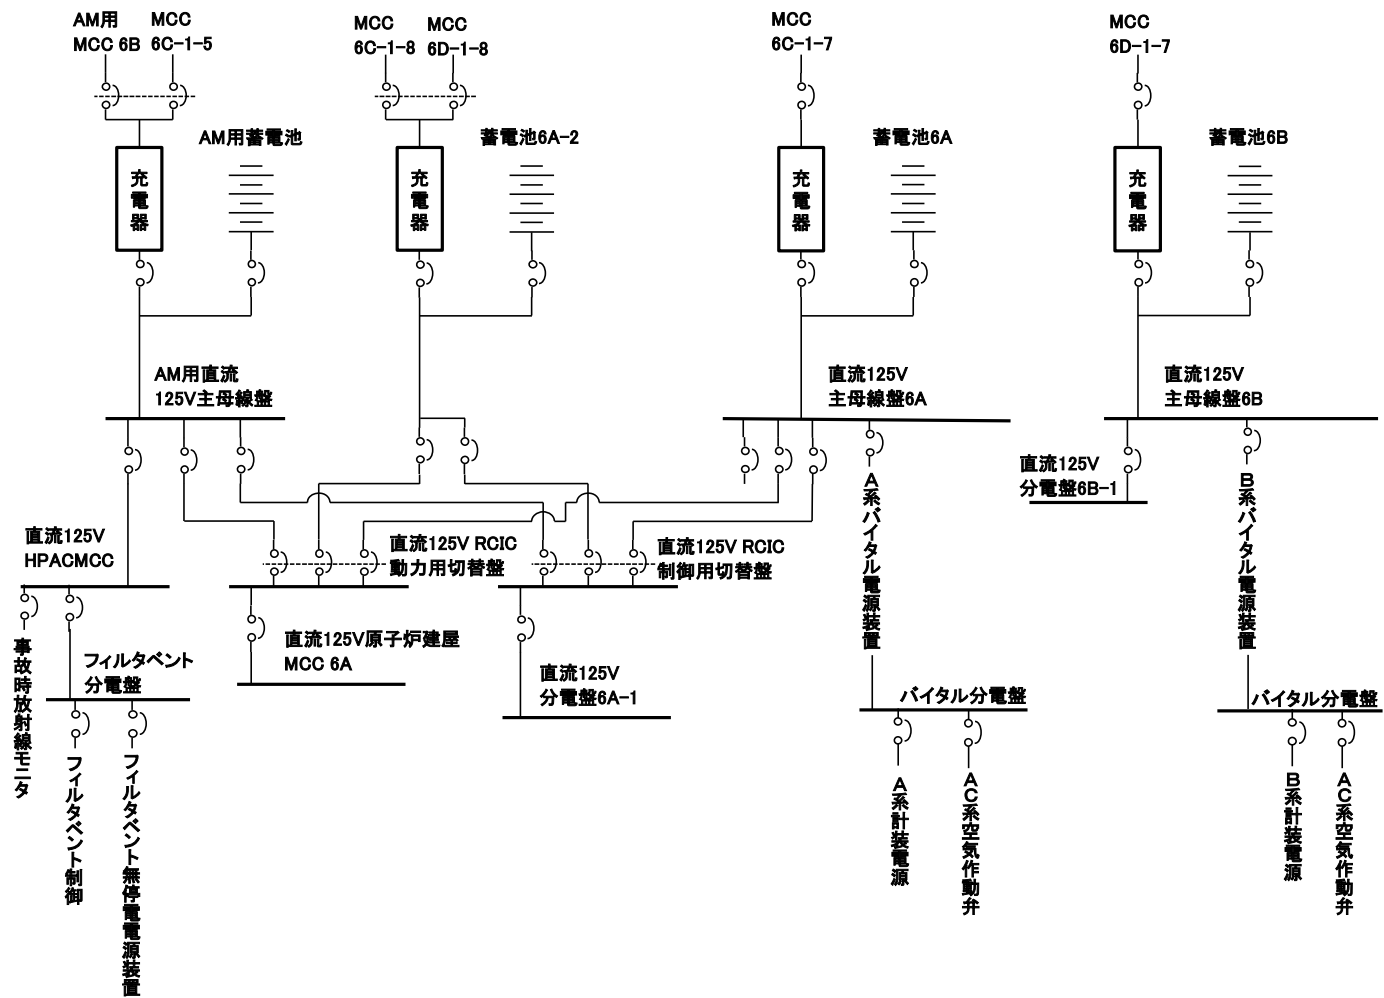 AM用
MCC 6B
MCC
6C-1-5
MCC
6C-1-8
MCC
6D-1-8
MCC
6C-1-7
MCC
6D-1-7
AM用蓄電池
蓄電池6A-2
蓄電池6A
蓄電池6B
充電器
充電器
充電器
充電器
AM用直流
125V主母線盤
直流125V
主母線盤6A
直流125V
主母線盤6B
直流125V
分電盤6B-1
A系バイタル電源装置
B系バイタル電源装置
直流125V
HPACMCC
直流125V RCIC
動力用切替盤
直流125V RCIC
制御用切替盤
事故時放射線モニタ
フィルタベント
分電盤
直流125V原子炉建屋
MCC 6A
直流125V
分電盤6A-1
バイタル分電盤
バイタル分電盤
フィルタベント制御
フィルタベント無停電電源装置
A系計装電源
AC系空気作動弁
B系計装電源
AC系空気作動弁